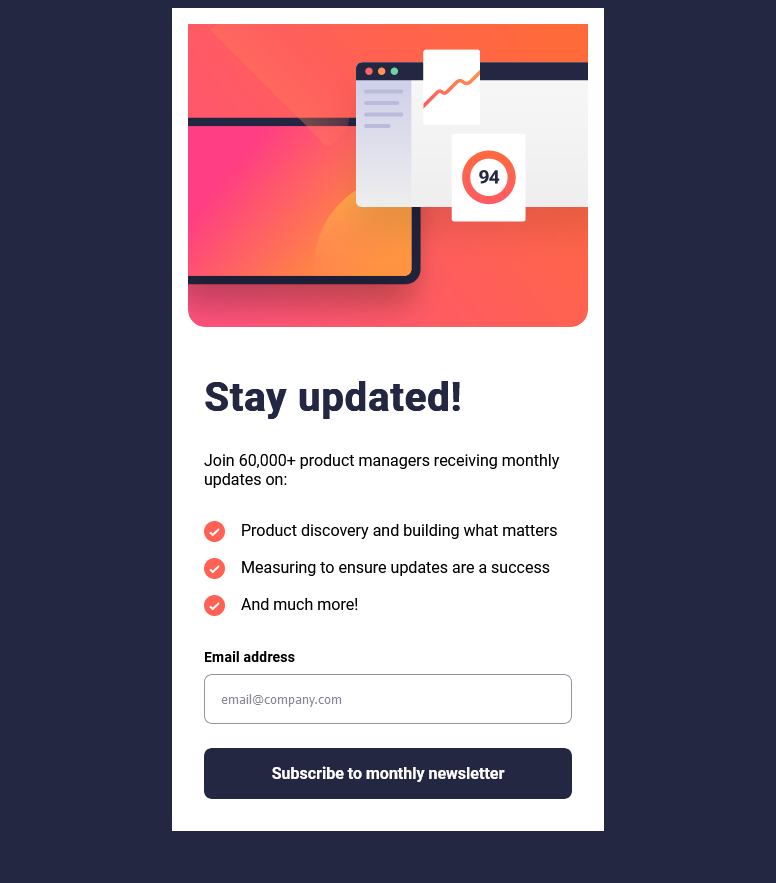 94
Stay updated!
Join 60,000+ product managers receiving monthly
updates on:
Product discovery and building what matters
Measuring to ensure updates are a success
And much more!
Email address
email@company.com
Subscribe to monthly newsletter